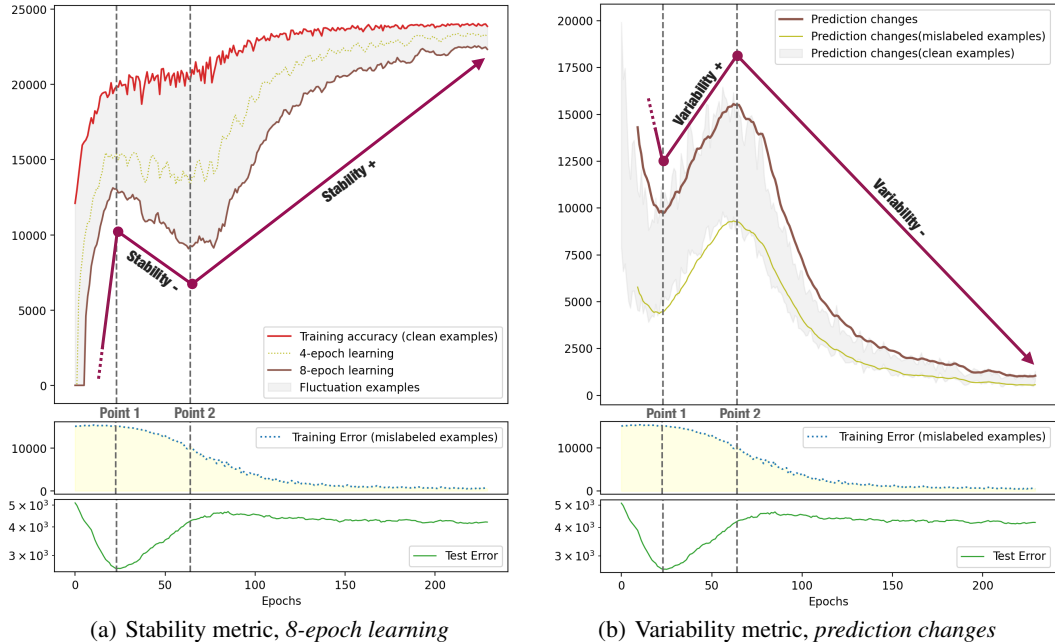 25000
22500
20000
17500
15000
12500
10000
7500
5000
2500
0
Stability -
Stability +
Training accuracy (clean examples)
4-epoch learning
8-epoch learning
Fluctuation examples
Point 1
Point 2
10000
0
Training Error (mislabeled examples)
5 × 10³
4 × 10³
3 × 10³
Test Error
0
50
100
150
200
Epochs
(a) Stability metric, 8-epoch learning
20000
17500
15000
12500
10000
7500
5000
2500
0
Variability +
Variability -
Prediction changes
Prediction changes(mislabeled examples)
Prediction changes(clean examples)
Point 1
Point 2
10000
0
Training Error (mislabeled examples)
5 × 10³
4 × 10³
3 × 10³
Test Error
0
50
100
150
200
Epochs
(b) Variability metric, prediction changes